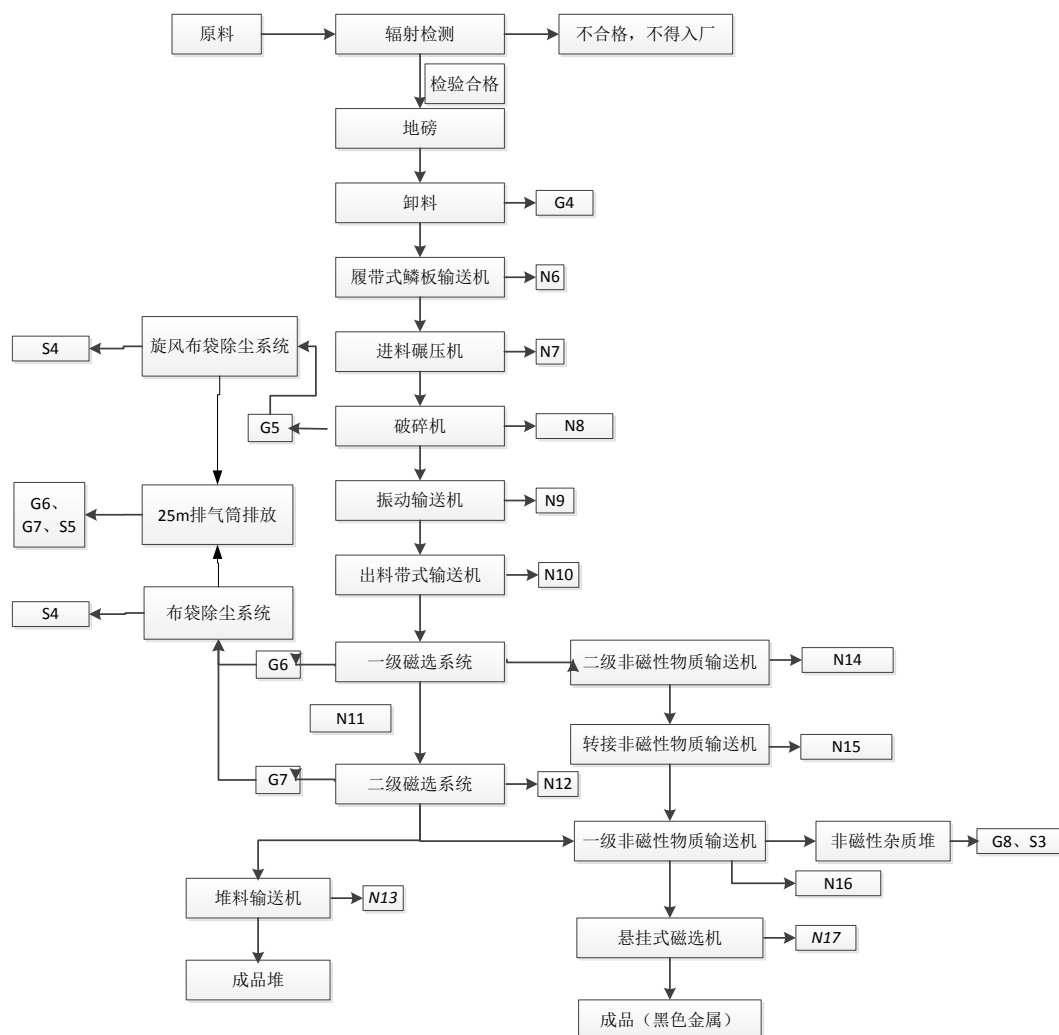 原料
辐射检测
不合格，不得入厂
检验合格
地磅
卸料
G4
履带式鳞板输送机
N6
S4
旋风布袋除尘系统
进料碾压机
N7
G5
破碎机
N8
G6、
G7、S5
25m排气筒排放
振动输送机
N9
出料带式输送机
N10
S4
布袋除尘系统
G6
一级磁选系统
二级非磁性物质输送机
N14
N11
转接非磁性物质输送机
N15
G7
二级磁选系统
N12
一级非磁性物质输送机
非磁性杂质堆
G8、S3
N16
堆料输送机
N13
悬挂式磁选机
N17
成品堆
成品（黑色金属）